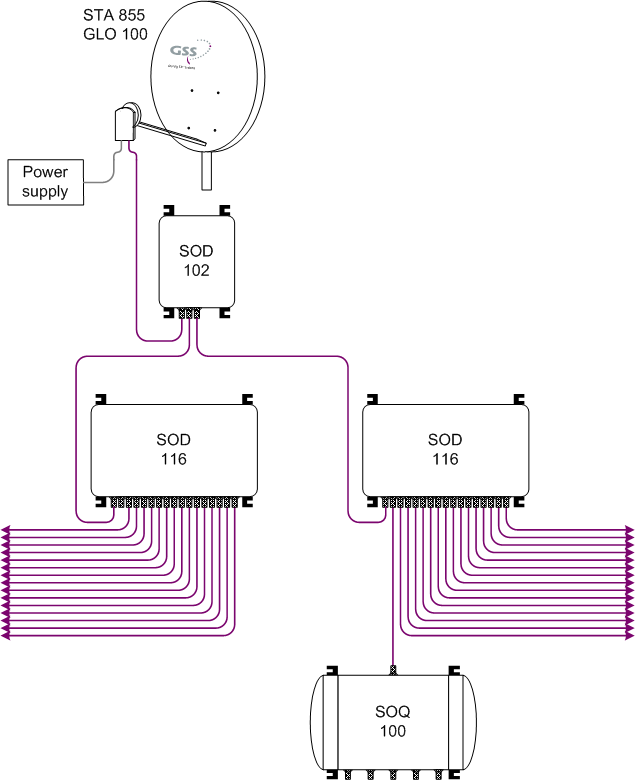 STA 855
GLO 100
GSS
Power
supply
SOD
102
SOD
116
SOD
116
SOQ
100